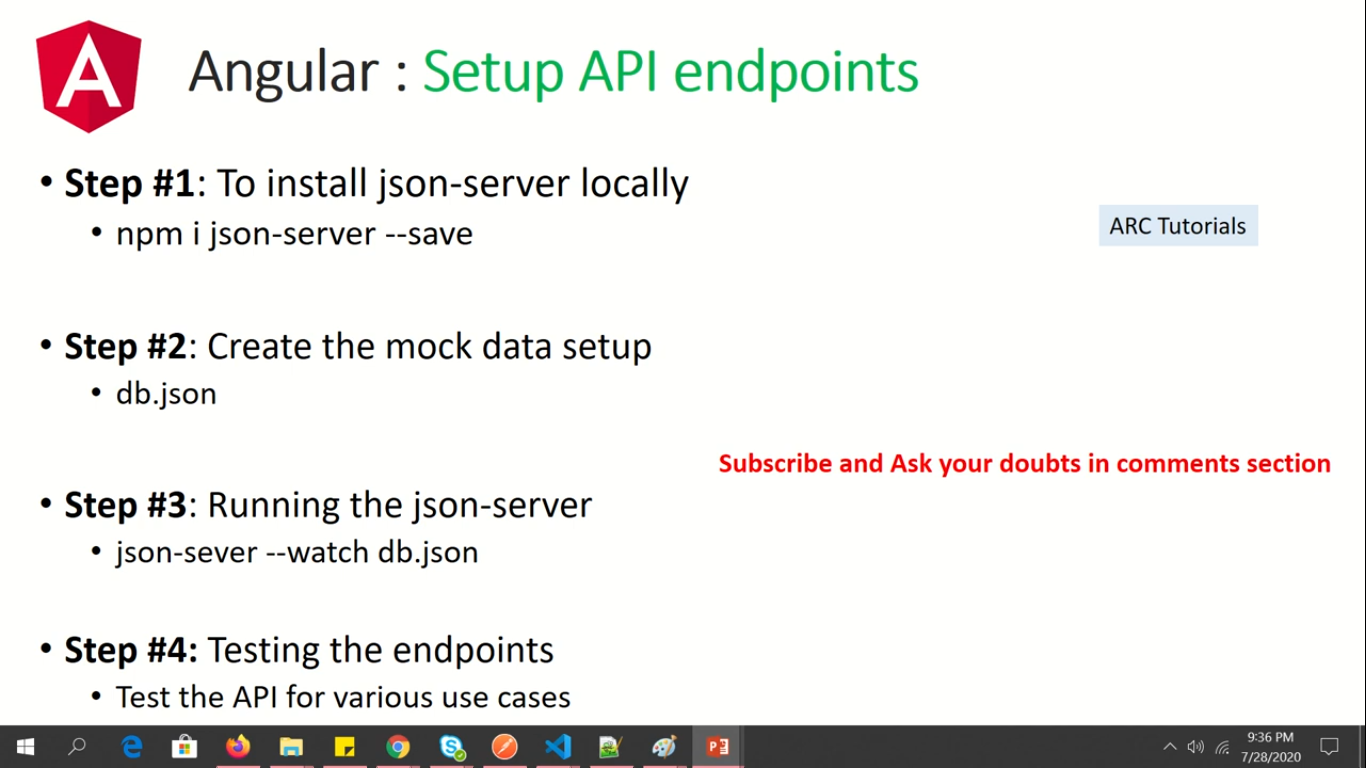 A
Angular : Setup API endpoints
• Step #1: To install json-server locally
• npm i json-server --save
ARC Tutorials
• Step #2: Create the mock data setup
• db.json
Subscribe and Ask your doubts in comments section
• Step #3: Running the json-server
• json-sever --watch db.json
• Step #4: Testing the endpoints
• Test the API for various use cases
9:36 PM
7/28/2020